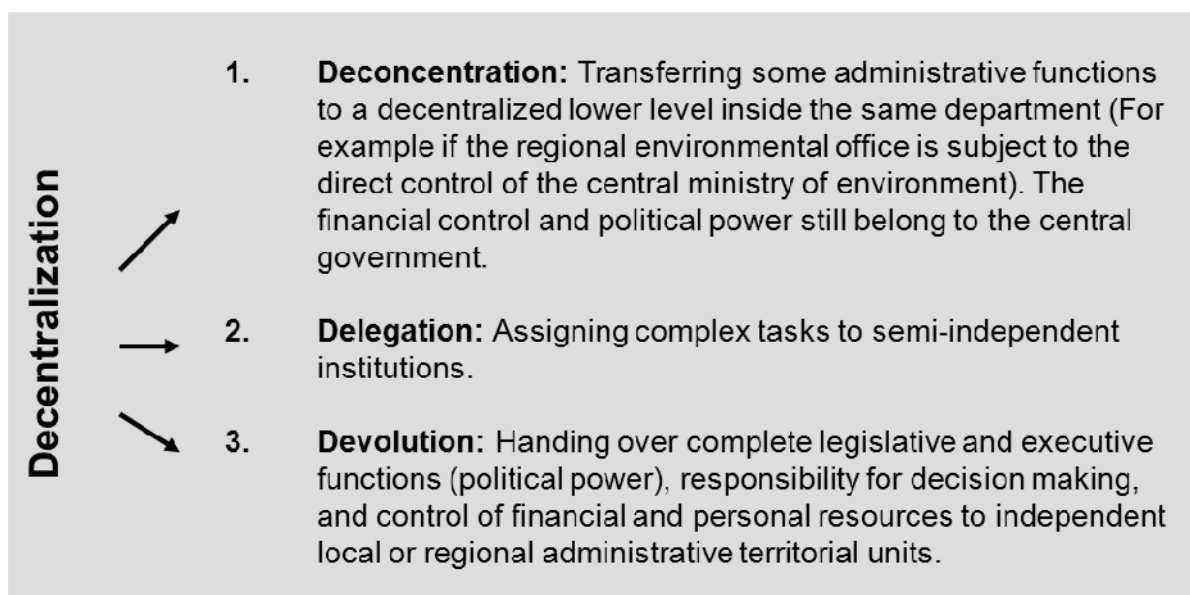 Decentralization
1. Deconcentration: Transferring some administrative functions
to a decentralized lower level inside the same department (For
example if the regional environmental office is subject to the
direct control of the central ministry of environment). The
financial control and political power still belong to the central
government.
2. Delegation: Assigning complex tasks to semi-independent
institutions.
3. Devolution: Handing over complete legislative and executive
functions (political power), responsibility for decision making,
and control of financial and personal resources to independent
local or regional administrative territorial units.